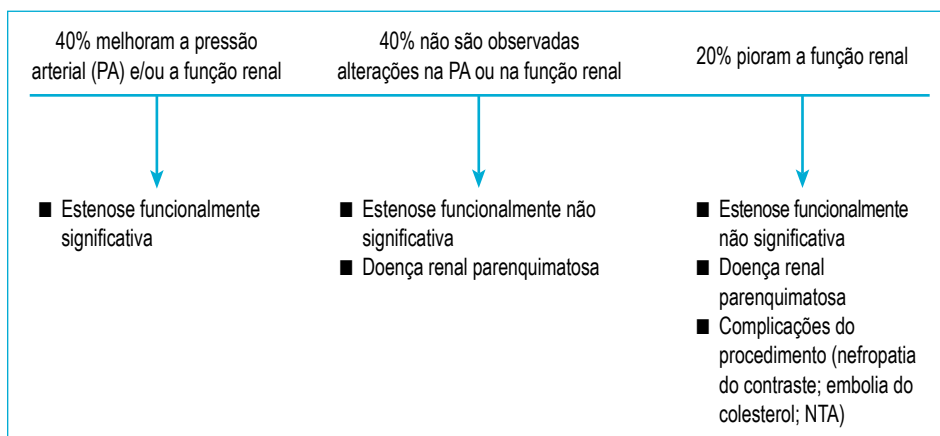 40% melhoram a pressão
arterial (PA) e/ou a função renal
40% não são observadas
alterações na PA ou na função renal
20% pioram a função renal
■ Estenose funcionalmente
significativa
■ Estenose funcionalmente não
significativa
■ Doença renal parenquimatosa
■ Estenose funcionalmente
não significativa
■ Doença renal
parenquimatosa
■ Complicações do
procedimento (nefropatia
do contraste; embolia do
colesterol; NTA)